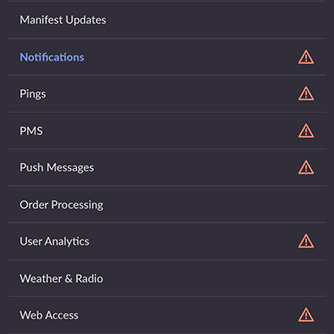 Manifest Updates
Notifications
Pings
PMS
Push Messages
Order Processing
User Analytics
Weather & Radio
Web Access